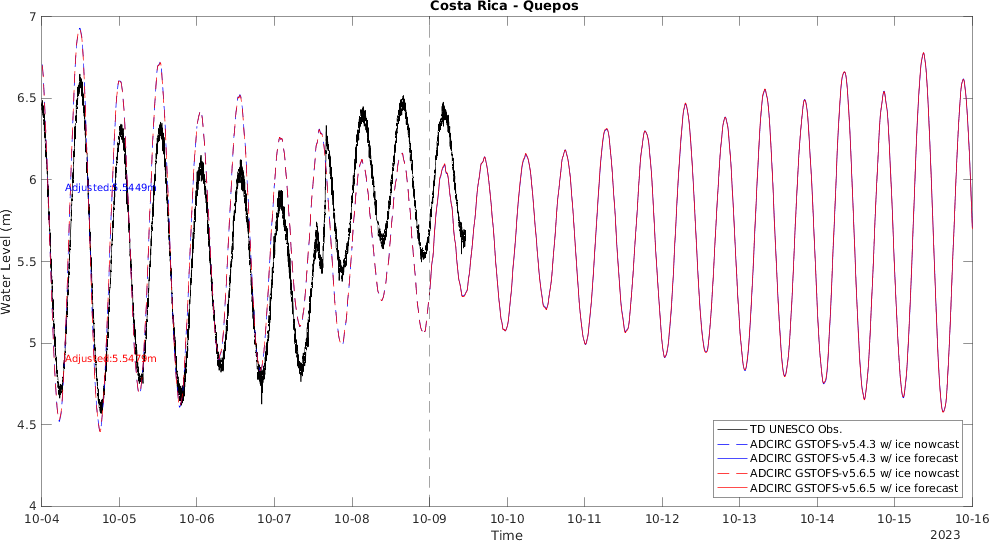 Costa Rica - Quepos
Water Level (m)
7
6.5
6
5.5
5
4.5
4
Adjusted:5.5449m
Adjusted:5.5479m
TD UNESCO Obs.
ADCIRC GSTOFS-v5.4.3 w/ ice nowcast
ADCIRC GSTOFS-v5.4.3 w/ ice forecast
ADCIRC GSTOFS-v5.6.5 w/ ice nowcast
ADCIRC GSTOFS-v5.6.5 w/ ice forecast
10-04 10-05 10-06 10-07 10-08 10-09 10-10 10-11 10-12 10-13 10-14 10-15 10-16
Time
2023